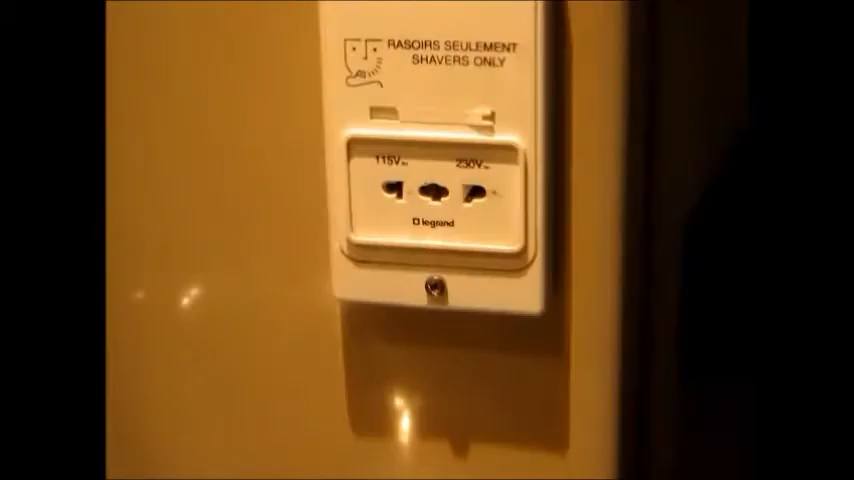 RASOIRS SEULEMENT
SHAVERS ONLY
115V~ 230V~
legrand